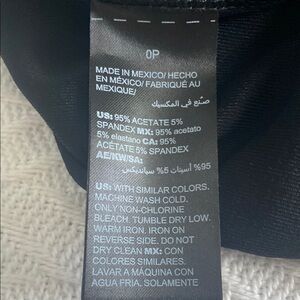 0P
MADE IN MEXICO/ HECHO
EN MÉXICO/ FABRIQUÉ AU
MEXIQUE/
صنع في المكسيك
US: 95% ACETATE 5%
SPANDEX MX: 95% acetato
5% elastano CA: 95%
ACÉTATE 5% SPANDEX
AE/KW/SA:
95% أسيتات 5% سباندیکس
US: WITH SIMILAR COLORS.
MACHINE WASH COLD.
ONLY NON-CHLORINE
BLEACH. TUMBLE DRY LOW.
WARM IRON. IRON ON
REVERSE SIDE. DO NOT
DRY CLEAN MX: CON
COLORES SIMILARES.
LAVAR A MÁQUINA CON
AGUA FRIA. SOLAMENTE